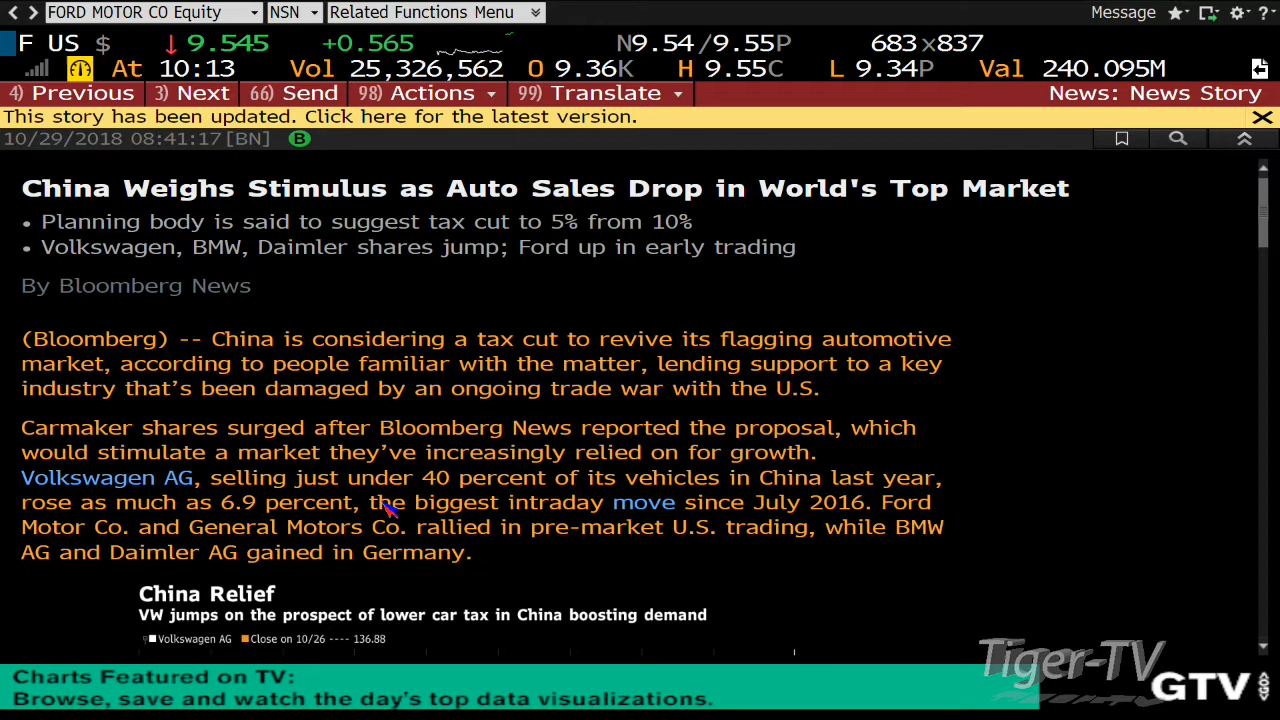 FORD MOTOR CO Equity NSN Related Functions Menu Message
F US $ ↓ 9.545 +0.565 N9.54 /9.55P 683x837
At 10:13 Vol 25,326,562 O 9.36K H 9.55C L 9.34P Val 240.095M
4) Previous 3) Next 66) Send 98) Actions 99) Translate News: News Story
This story has been updated. Click here for the latest version.
10/29/2018 08:41:17 [BN] B
China Weighs Stimulus as Auto Sales Drop in World's Top Market
• Planning body is said to suggest tax cut to 5% from 10%
• Volkswagen, BMW, Daimler shares jump; Ford up in early trading
By Bloomberg News
(Bloomberg) -- China is considering a tax cut to revive its flagging automotive
market, according to people familiar with the matter, lending support to a key
industry that's been damaged by an ongoing trade war with the U.S.
Carmaker shares surged after Bloomberg News reported the proposal, which
would stimulate a market they've increasingly relied on for growth.
Volkswagen AG, selling just under 40 percent of its vehicles in China last year,
rose as much as 6.9 percent, the biggest intraday move since July 2016. Ford
Motor Co. and General Motors Co. rallied in pre-market U.S. trading, while BMW
AG and Daimler AG gained in Germany.
China Relief
VW jumps on the prospect of lower car tax in China boosting demand
Volkswagen AG Close on 10/26 ---- 136.88
Charts Featured on TV:
Browse, save and watch the day's top data visualizations.
Tiger-TV
GTV